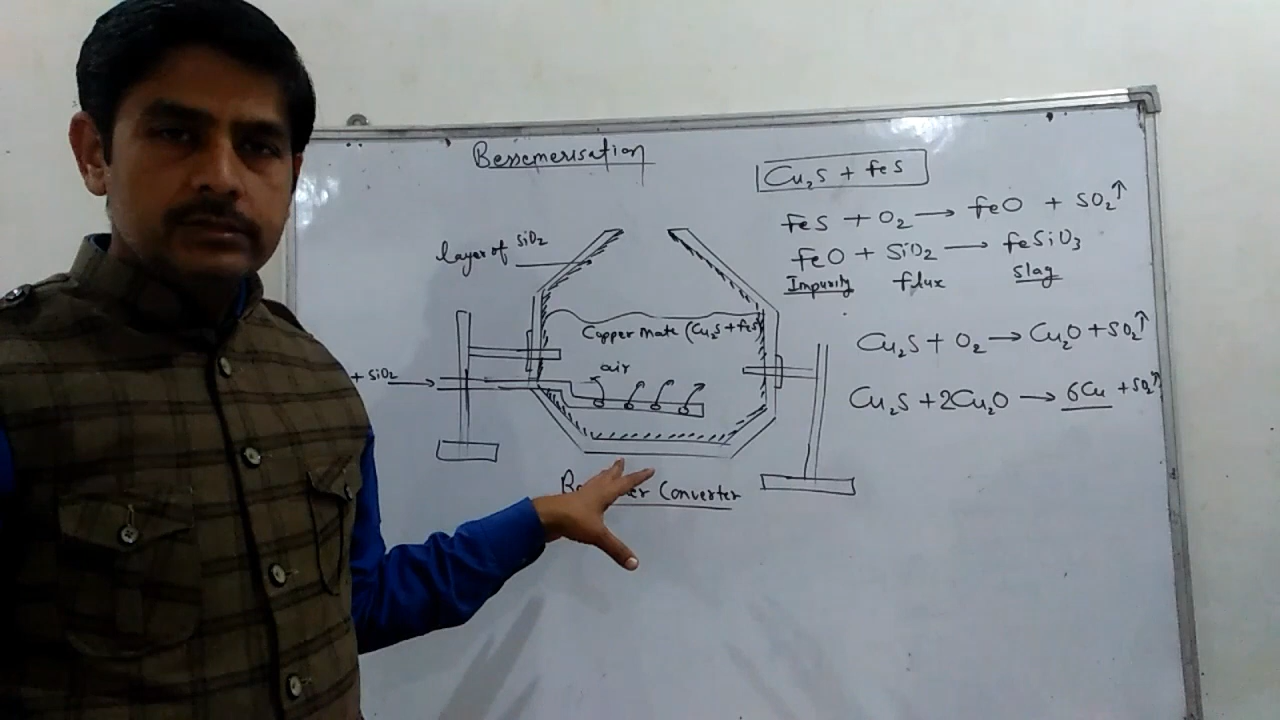 Bessemerisation
Cu₂S + FeS
FeS + O₂ → FeO + SO₂↑
FeO + SiO₂ → FeSiO₃
Impurity flux slag
Cu₂S + O₂ → Cu₂O + SO₂↑
Cu₂S + 2Cu₂O → 6Cu + SO₂↑
layer of SiO₂
Copper mate (Cu₂S + FeS)
air
+ SiO₂ →
Converter